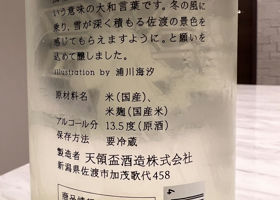 いう意味の大和言葉です。冬の風に
乗り、雪が深く積もる佐渡の景色を
感じてもらえますように。と願いを
込めて醸しました。
Illustration by 浦川海汐
原材料名 米(国産)、
米麹(国産米)
アルコール分 13.5度(原酒)
保存方法 要冷蔵
製造者 天領盃酒造株式会社
新潟県佐渡市加茂歌代458
商品情報